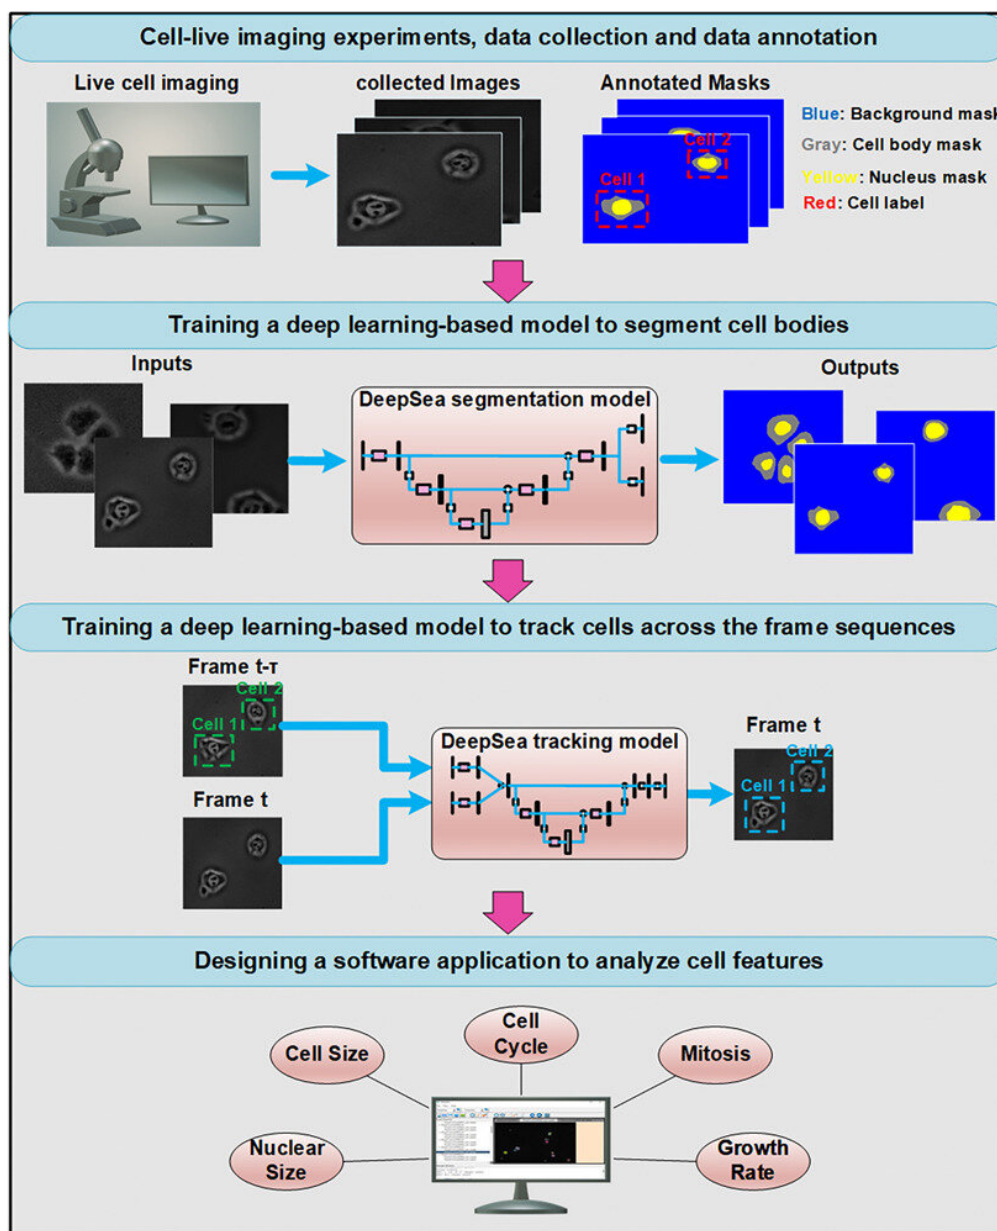 Cell-live imaging experiments, data collection and data annotation
Live cell imaging
collected Images
Annotated Masks
Cell 2
Cell 1
Blue: Background mask
Gray: Cell body mask
Yellow: Nucleus mask
Red: Cell label
Training a deep learning-based model to segment cell bodies
Inputs
DeepSea segmentation model
Outputs
Training a deep learning-based model to track cells across the frame sequences
Frame t-τ
Cell 2
Cell 1
Frame t
DeepSea tracking model
Frame t
Cell 2
Cell 1
Designing a software application to analyze cell features
Cell Size
Cell
Cycle
Mitosis
Nuclear
Size
Growth
Rate